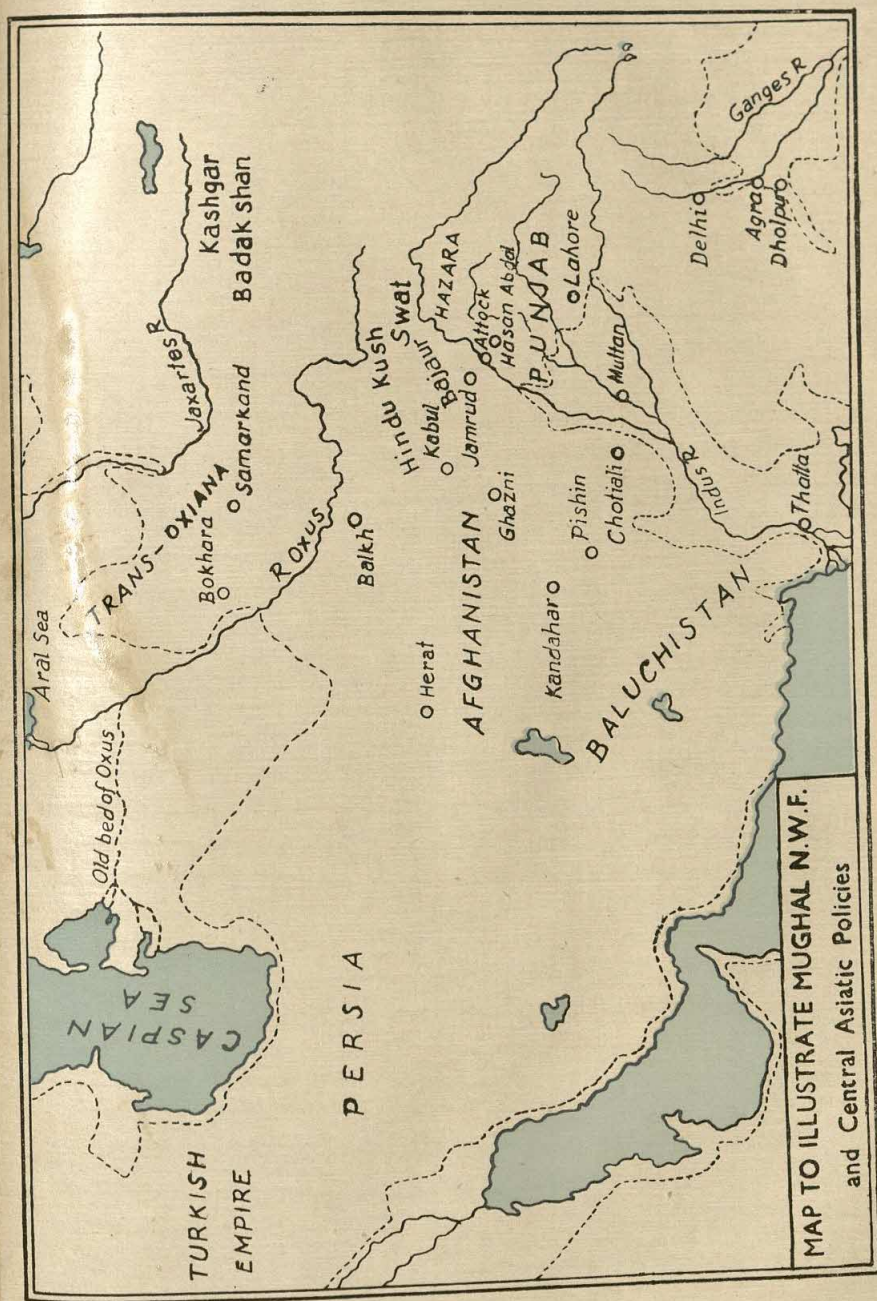 Aral Sea
Old bed of Oxus
CASPIAN
SEA
TURKISH
EMPIRE
PERSIA
TRANS-OXIANA
Bokhara
Samarkand
Jaxartes R
Kashgar
Badakshan
R Oxus
Balkh
Hindu Kush
Kabul
Bajaur
Swat
HAZARA
Herat
AFGHANISTAN
Ghazni
Jamrud
Attock
Hasan Abdal
PUNJAB
Lahore
Kandahar
Pishin
Chotiali
Multan
BALUCHISTAN
Indus R
Thatta
Delhi
Agra
Dholpur
Ganges R
MAP TO ILLUSTRATE MUGHAL N.W.F.
and Central Asiatic Policies